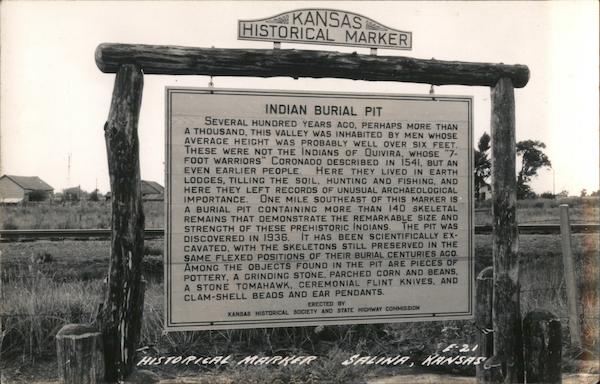 KANSAS
HISTORICAL MARKER
INDIAN BURIAL PIT
SEVERAL HUNDRED YEARS AGO, PERHAPS MORE THAN
A THOUSAND, THIS VALLEY WAS INHABITED BY MEN WHOSE
AVERAGE HEIGHT WAS PROBABLY WELL OVER SIX FEET.
THESE WERE NOT THE INDIANS OF QUIVIRA, WHOSE "7-
FOOT WARRIORS" CORONADO DESCRIBED IN 1541, BUT AN
EVEN EARLIER PEOPLE. HERE THEY LIVED IN EARTH
LODGES, TILLING THE SOIL, HUNTING AND FISHING, AND
HERE THEY LEFT RECORDS OF UNUSUAL ARCHAEOLOGICAL
IMPORTANCE. ONE MILE SOUTHEAST OF THIS MARKER IS
A BURIAL PIT CONTAINING MORE THAN 140 SKELETAL
REMAINS THAT DEMONSTRATE THE REMARKABLE SIZE AND
STRENGTH OF THESE PREHISTORIC INDIANS. THE PIT WAS
DISCOVERED IN 1936. IT HAS BEEN SCIENTIFICALLY EX-
CAVATED, WITH THE SKELETONS STILL PRESERVED IN THE
SAME FLEXED POSITIONS OF THEIR BURIAL CENTURIES AGO.
AMONG THE OBJECTS FOUND IN THE PIT ARE PIECES OF
POTTERY, A GRINDING STONE, PARCHED CORN AND BEANS,
A STONE TOMAHAWK, CEREMONIAL FLINT KNIVES, AND
CLAM-SHELL BEADS AND EAR PENDANTS.
ERECTED BY
KANSAS HISTORICAL SOCIETY AND STATE HIGHWAY COMMISSION
E-21
HISTORICAL MARKER SALINA, KANSAS